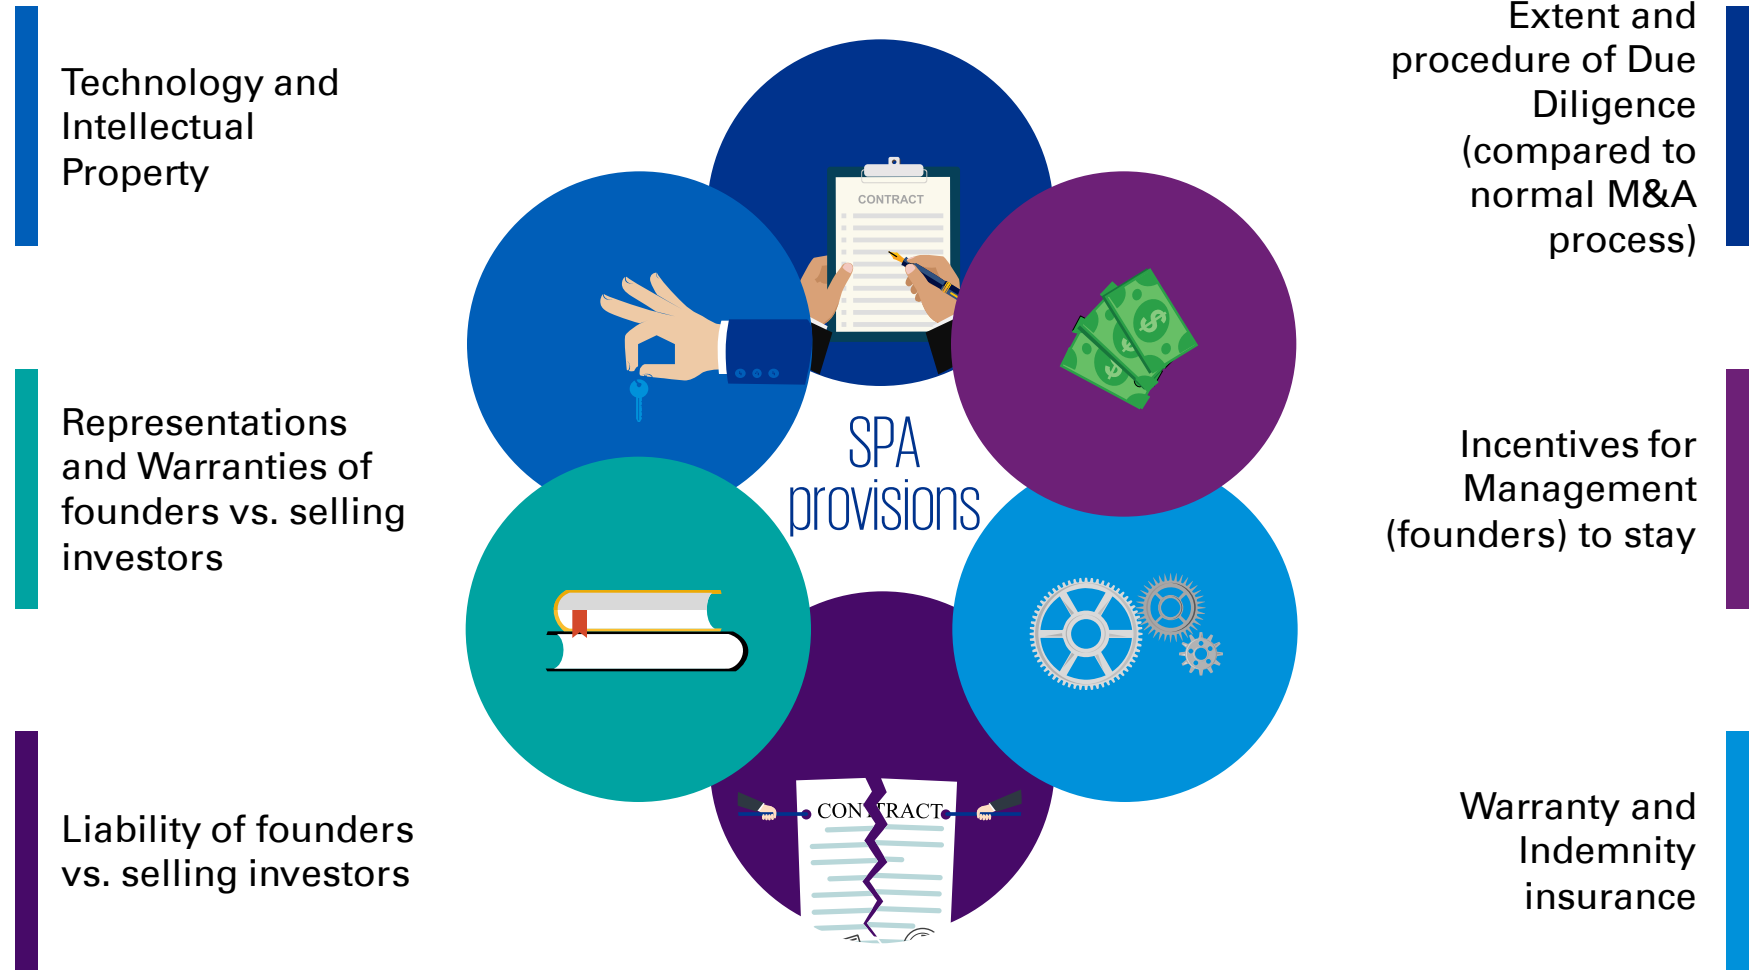 Technology and
Intellectual
Property
Representations
and Warranties of
founders vs. selling
investors
Liability of founders
vs. selling investors
CONTRACT
SPA
provisions
CONTRACT
Extent and
procedure of Due
Diligence
(compared to
normal M&A
process)
Incentives for
Management
(founders) to stay
Warranty and
Indemnity
insurance